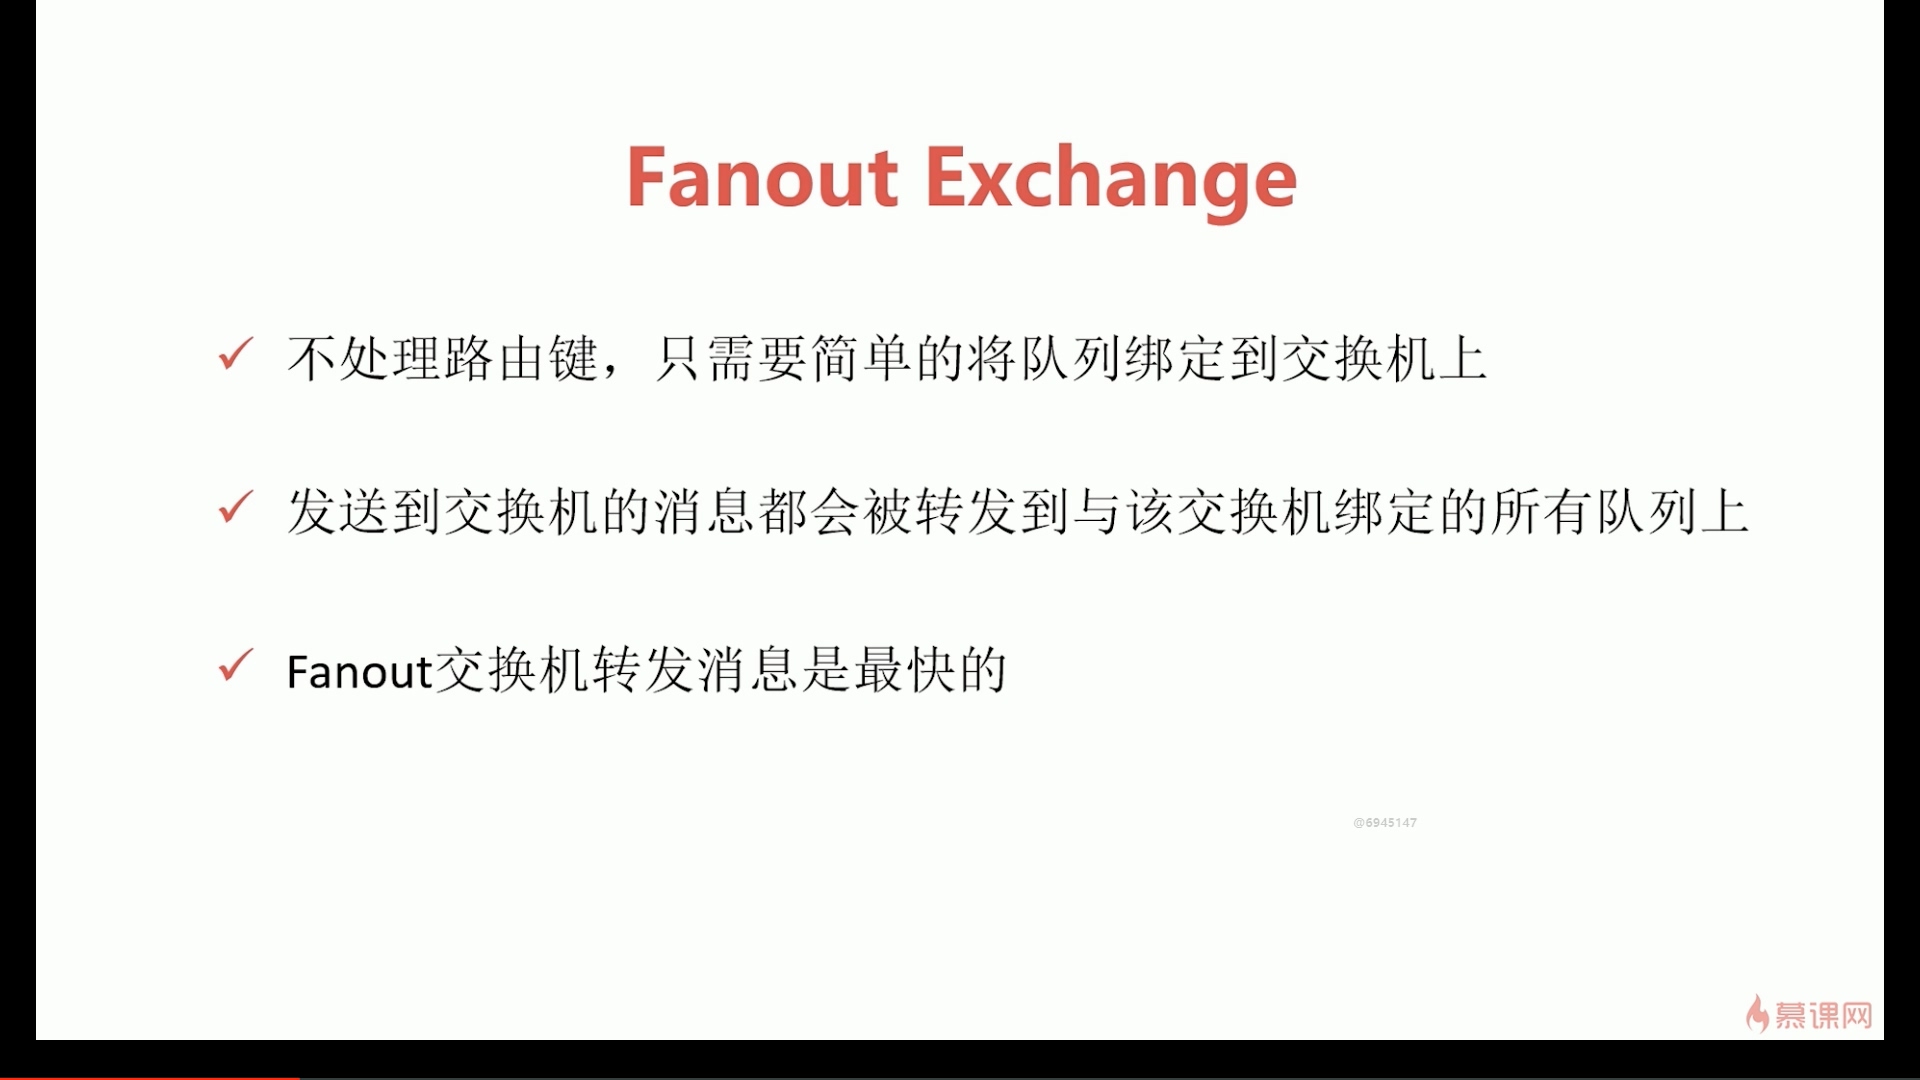 Fanout Exchange
不处理路由键，只需要简单的将队列绑定到交换机上
发送到交换机的消息都会被转发到与该交换机绑定的所有队列上
Fanout交换机转发消息是最快的
@6945147
慕课网